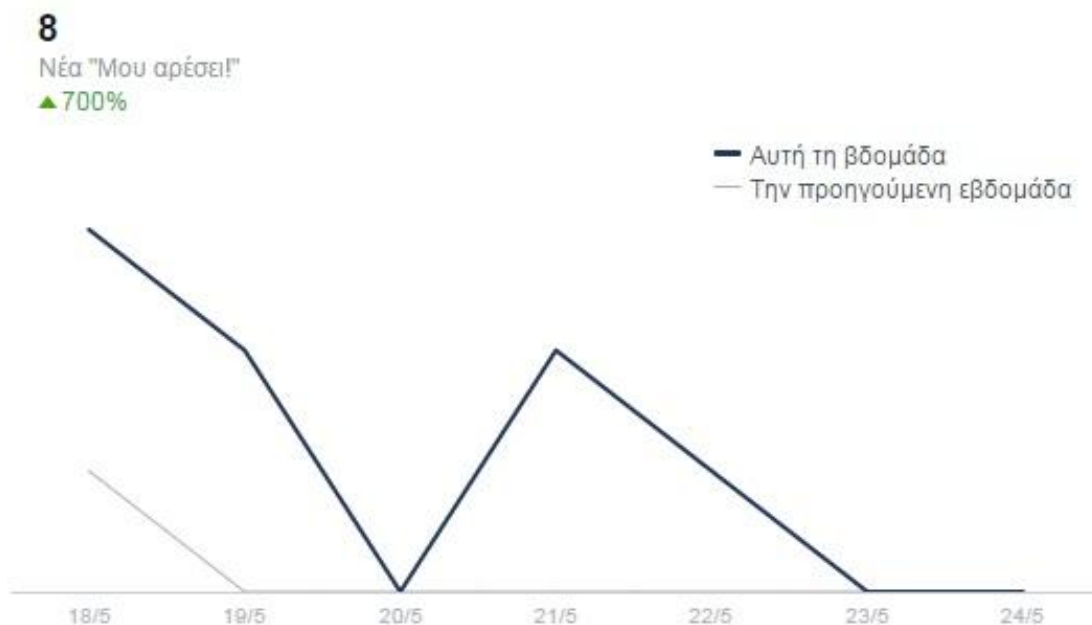 8
Νέα "Μου αρέσει!"
▲700%
Αυτή τη βδομάδα
Την προηγούμενη εβδομάδα
18/5 19/5 20/5 21/5 22/5 23/5 24/5